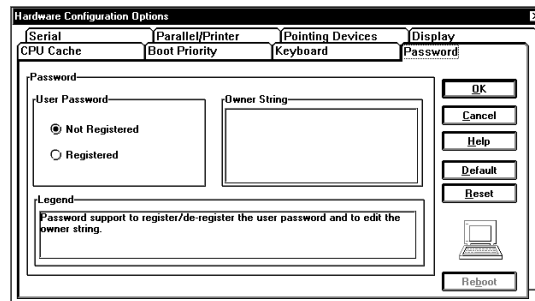 Hardware Configuration Options
Serial Parallel/Printer Pointing Devices Display
CPU Cache Boot Priority Keyboard Password
Password
User Password
Not Registered
Registered
Owner String
Legend
Password support to register/de-register the user password and to edit the
owner string.
OK
Cancel
Help
Default
Reset
Reboot